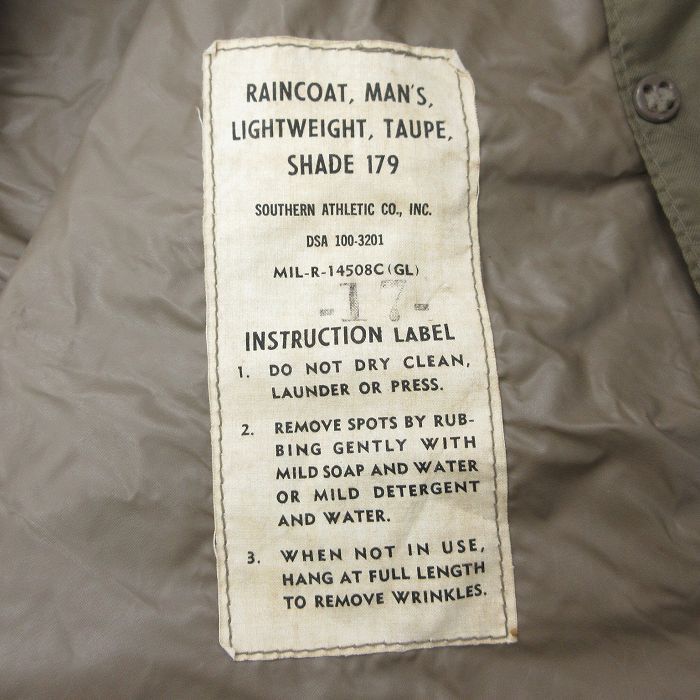 RAINCOAT, MAN'S,
LIGHTWEIGHT, TAUPE,
SHADE 179
SOUTHERN ATHLETIC CO., INC.
DSA 100-3201
MIL-R-14508C (GL)
-17-
INSTRUCTION LABEL
1. DO NOT DRY CLEAN,
LAUNDER OR PRESS.
2. REMOVE SPOTS BY RUB-
BING GENTLY WITH
MILD SOAP AND WATER
OR MILD DETERGENT
AND WATER.
3. WHEN NOT IN USE,
HANG AT FULL LENGTH
TO REMOVE WRINKLES.